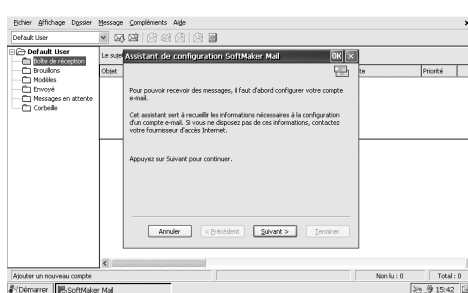 Fichier Affichage Dossier Message Compléments Aide
Default User
Default User
Boîte de réception
Brouillons
Modèles
Envoyé
Messages en attente
Corbeille
Le sujet
Objet
Priorité
Assistant de configuration SoftMaker Mail OK
Pour pouvoir recevoir des messages, il faut d'abord configurer votre compte
e-mail.
Cet assistant sert à recueillir les informations nécessaires à la configuration
d'un compte e-mail. Si vous ne disposez pas de ces informations, contactez
votre fournisseur d'accès Internet.
Appuyez sur Suivant pour continuer.
Annuler < Précédent Suivant > Terminer
Ajouter un nouveau compte Non lu : 0 Total : 0
Démarrer SoftMaker Mail 15:42